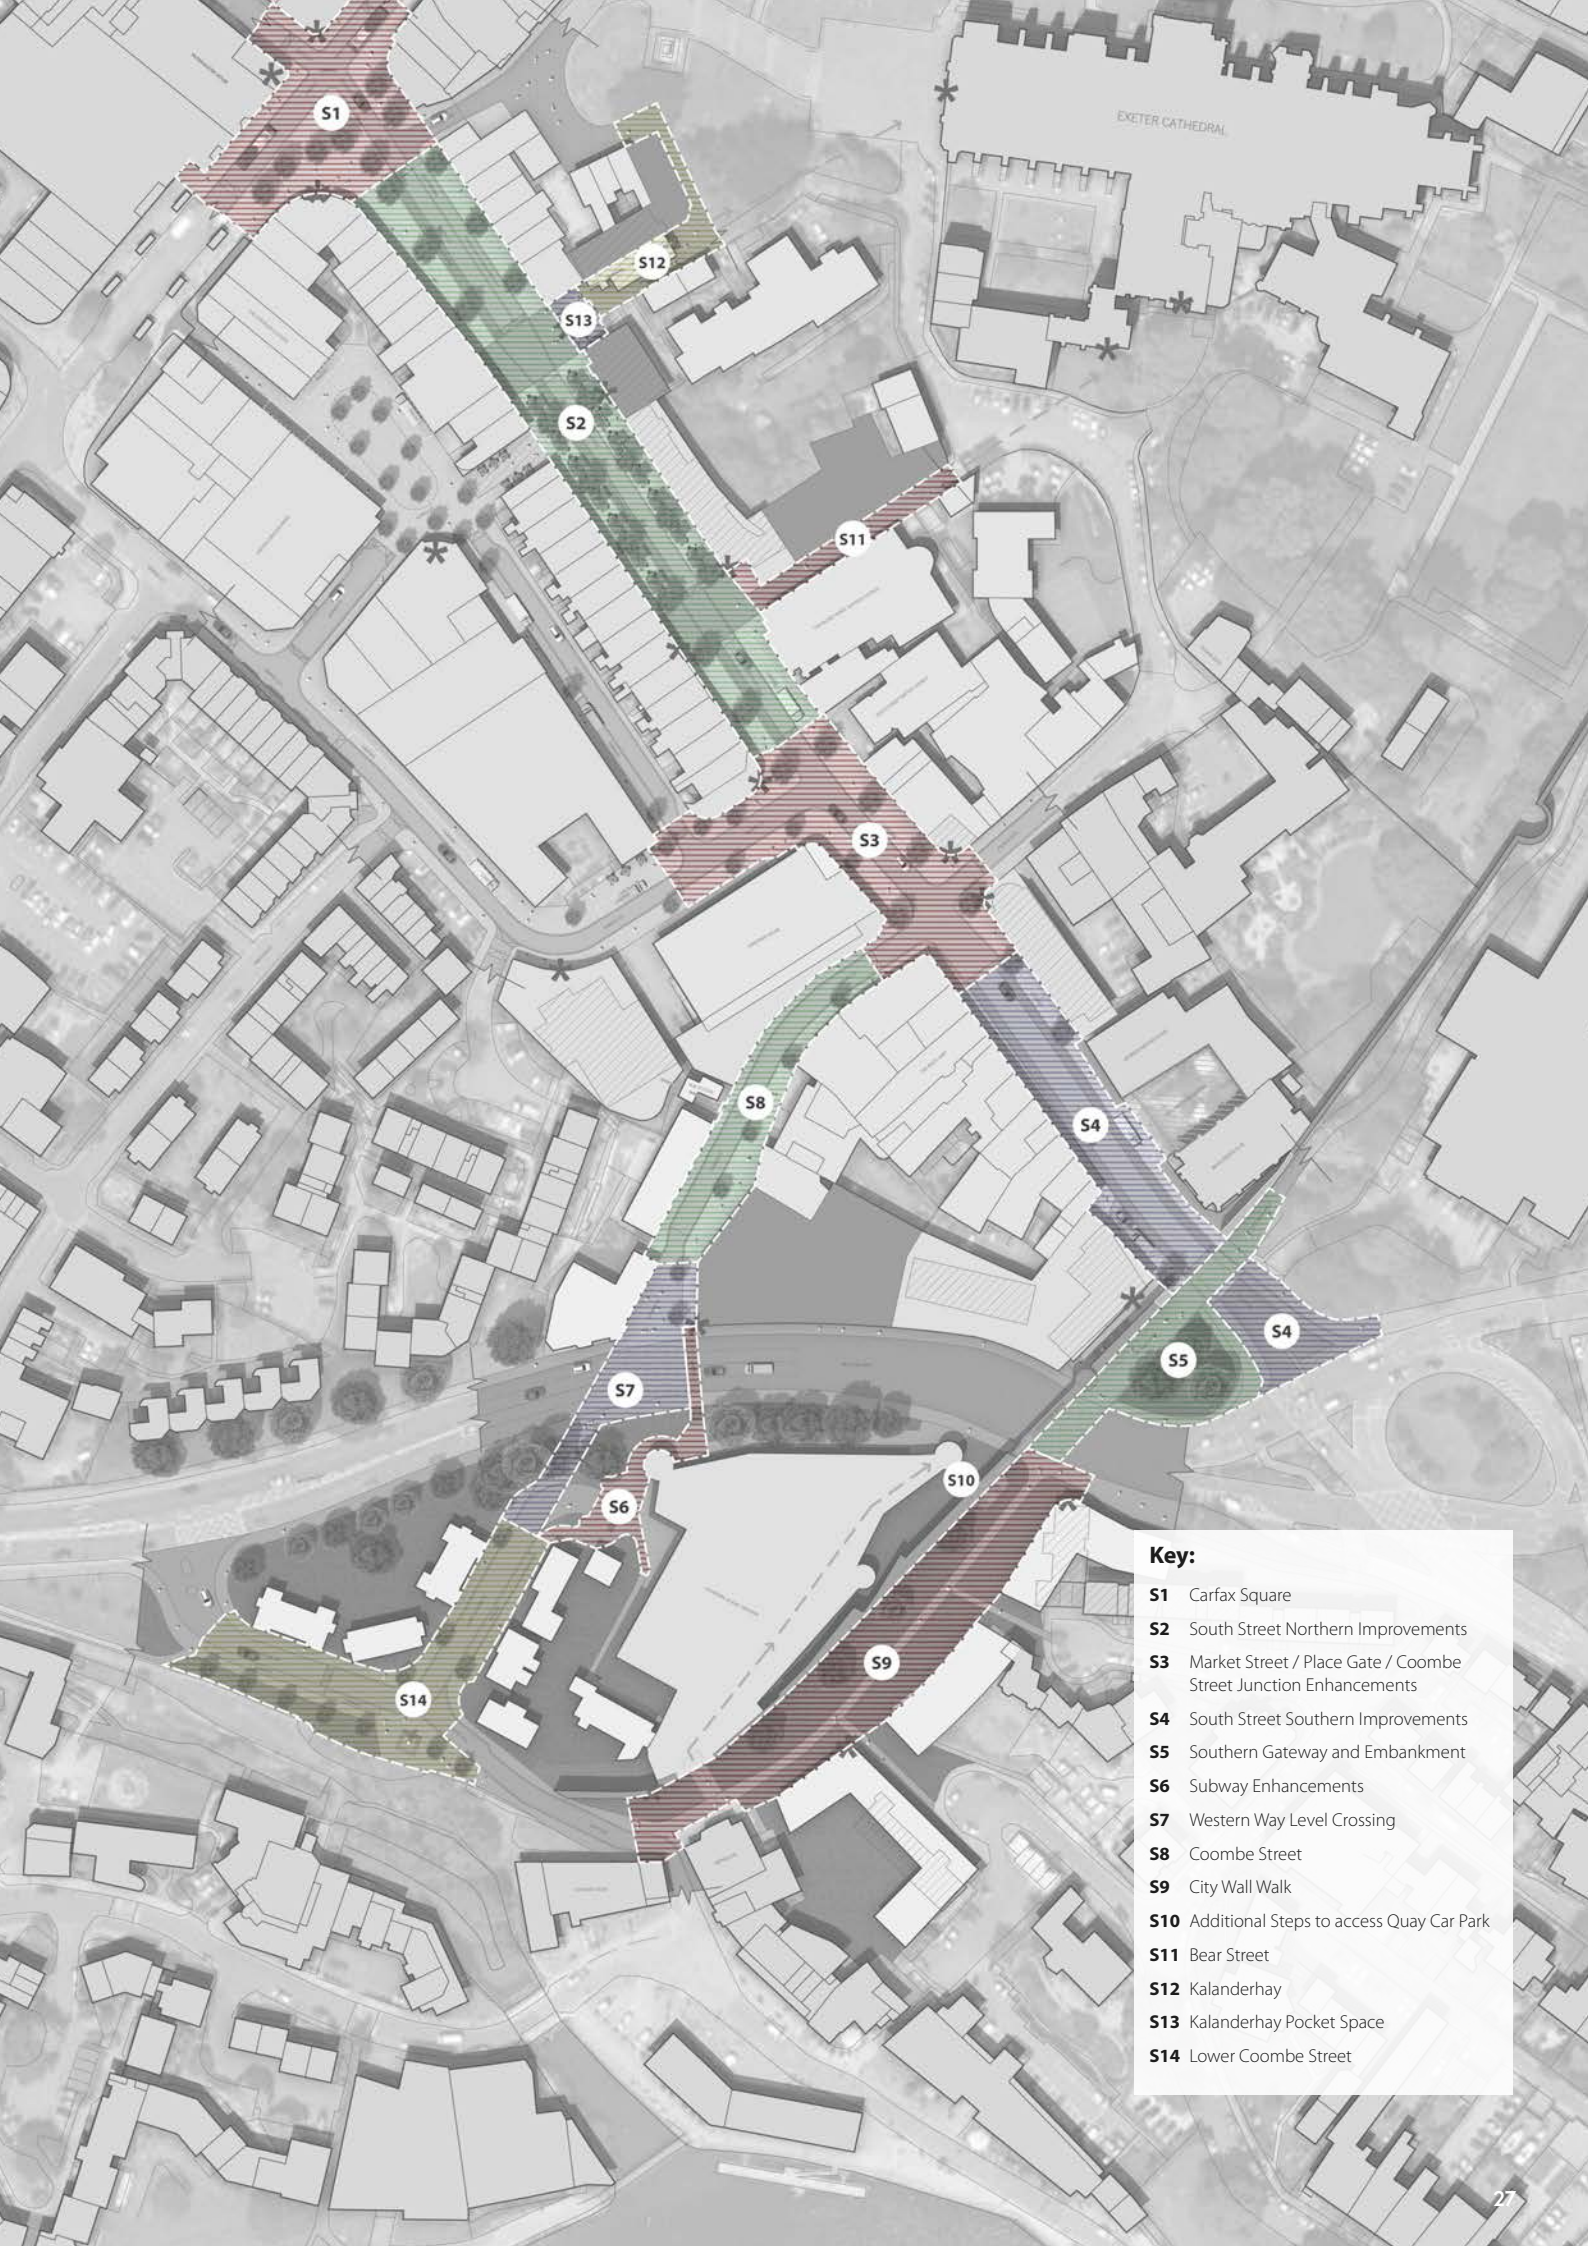 S1
EXETER CATHEDRAL
S12
S13
S2
S11
S3
S8
S4
S4
S5
S7
S10
S6
S9
S14
Key:
S1 Carfax Square
S2 South Street Northern Improvements
S3 Market Street / Place Gate / Coombe
Street Junction Enhancements
S4 South Street Southern Improvements
S5 Southern Gateway and Embankment
S6 Subway Enhancements
S7 Western Way Level Crossing
S8 Coombe Street
S9 City Wall Walk
S10 Additional Steps to access Quay Car Park
S11 Bear Street
S12 Kalanderhay
S13 Kalanderhay Pocket Space
S14 Lower Coombe Street
27